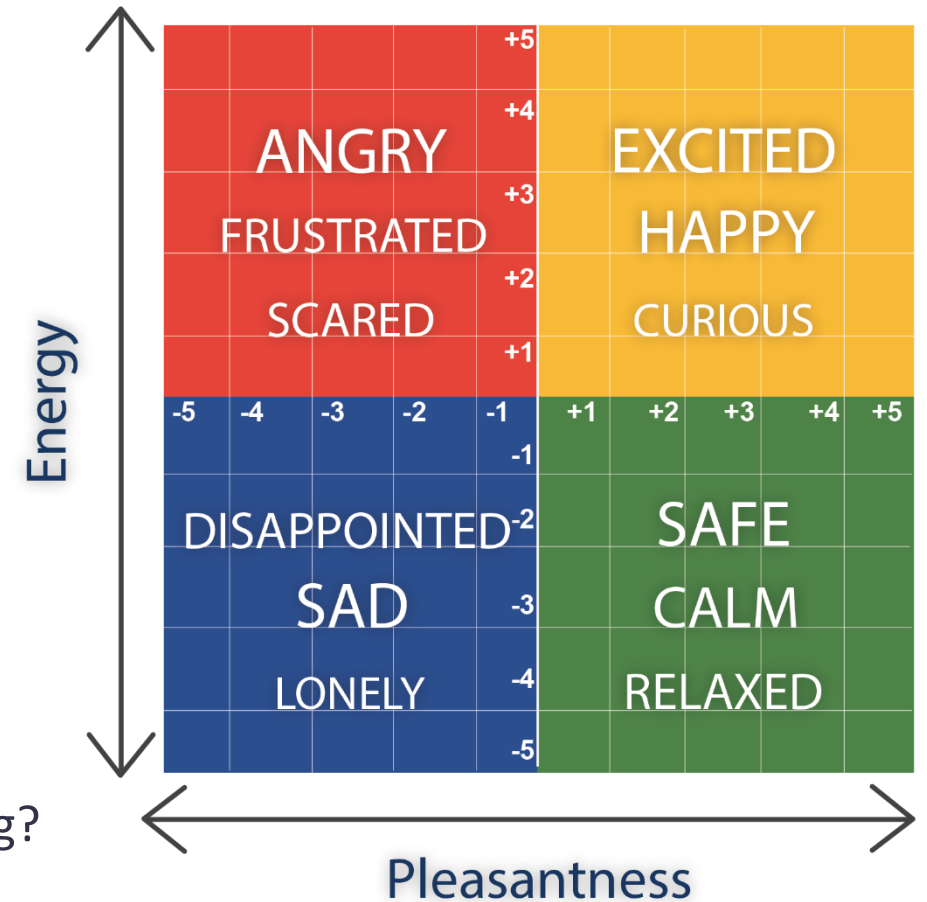 +5
+4
ANGRY EXCITED
+3
FRUSTRATED HAPPY
+2
SCARED CURIOUS
+1
Energy
-5 -4 -3 -2 -1 +1 +2 +3 +4 +5
-1
DISAPPOINTED -2 SAFE
SAD -3 CALM
LONELY -4 RELAXED
-5
g?
Pleasantness